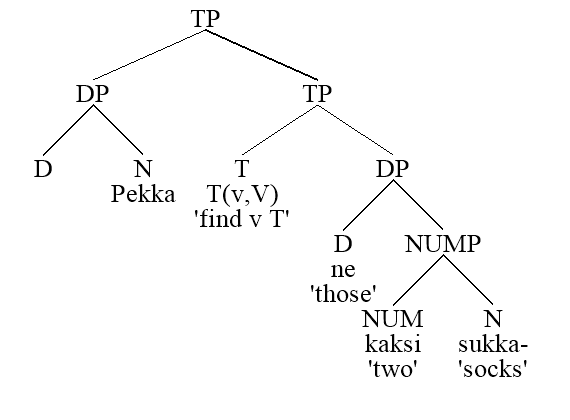 TP
DP TP
D N T DP
Pekka T(v,V)
'find v T'
D NUMP
ne
'those'
NUM N
kaksi sukka-
'two' 'socks'